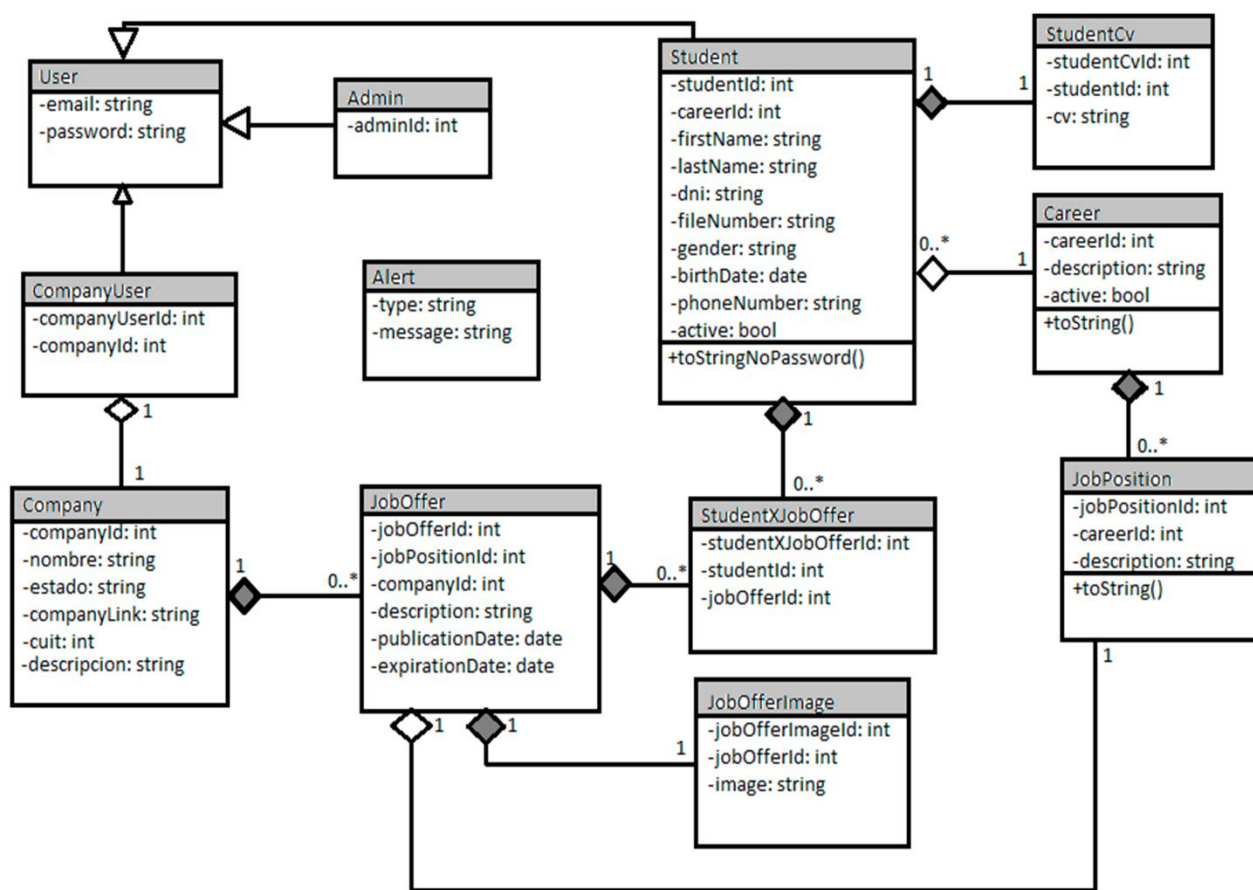 User
-email: string
-password: string
Admin
-adminId: int
Student
-studentId: int
-careerId: int
-firstName: string
-lastName: string
-dni: string
-fileNumber: string
-gender: string
-birthDate: date
-phoneNumber: string
-active: bool
+toStringNoPassword()
1
1
StudentCv
-studentCvId: int
-studentId: int
-cv: string
0..*
1
Career
-careerId: int
-description: string
-active: bool
+toString()
CompanyUser
-companyUserId: int
-companyId: int
Alert
-type: string
-message: string
1
1
1
0..*
1
0..*
Company
-companyId: int
-nombre: string
-estado: string
-companyLink: string
-cuit: int
-descripcion: string
1
0..*
JobOffer
-jobOfferId: int
-jobPositionId: int
-companyId: int
-description: string
-publicationDate: date
-expirationDate: date
1
0..*
StudentXJobOffer
-studentXJobOfferId: int
-studentId: int
-jobOfferId: int
JobPosition
-jobPositionId: int
-careerId: int
-description: string
+toString()
1
1
1
1
JobOfferImage
-jobOfferImageId: int
-jobOfferId: int
-image: string